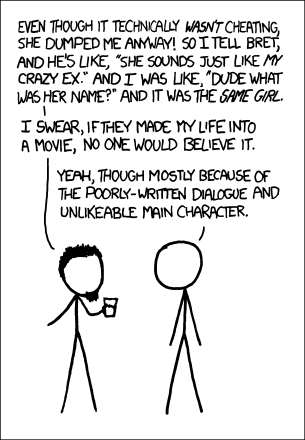 EVEN THOUGH IT TECHNICALLY WASN'T CHEATING,
SHE DUMPED ME ANYWAY! SO I TELL BRET,
AND HE'S LIKE, "SHE SOUNDS JUST LIKE MY
CRAZY EX." AND I WAS LIKE, "DUDE WHAT
WAS HER NAME?" AND IT WAS THE GAME GIRL.
I SWEAR, IF THEY MADE MY LIFE INTO
A MOVIE, NO ONE WOULD BELIEVE IT.
YEAH, THOUGH MOSTLY BECAUSE OF
THE POORLY-WRITTEN DIALOGUE AND
UNLIKEABLE MAIN CHARACTER.